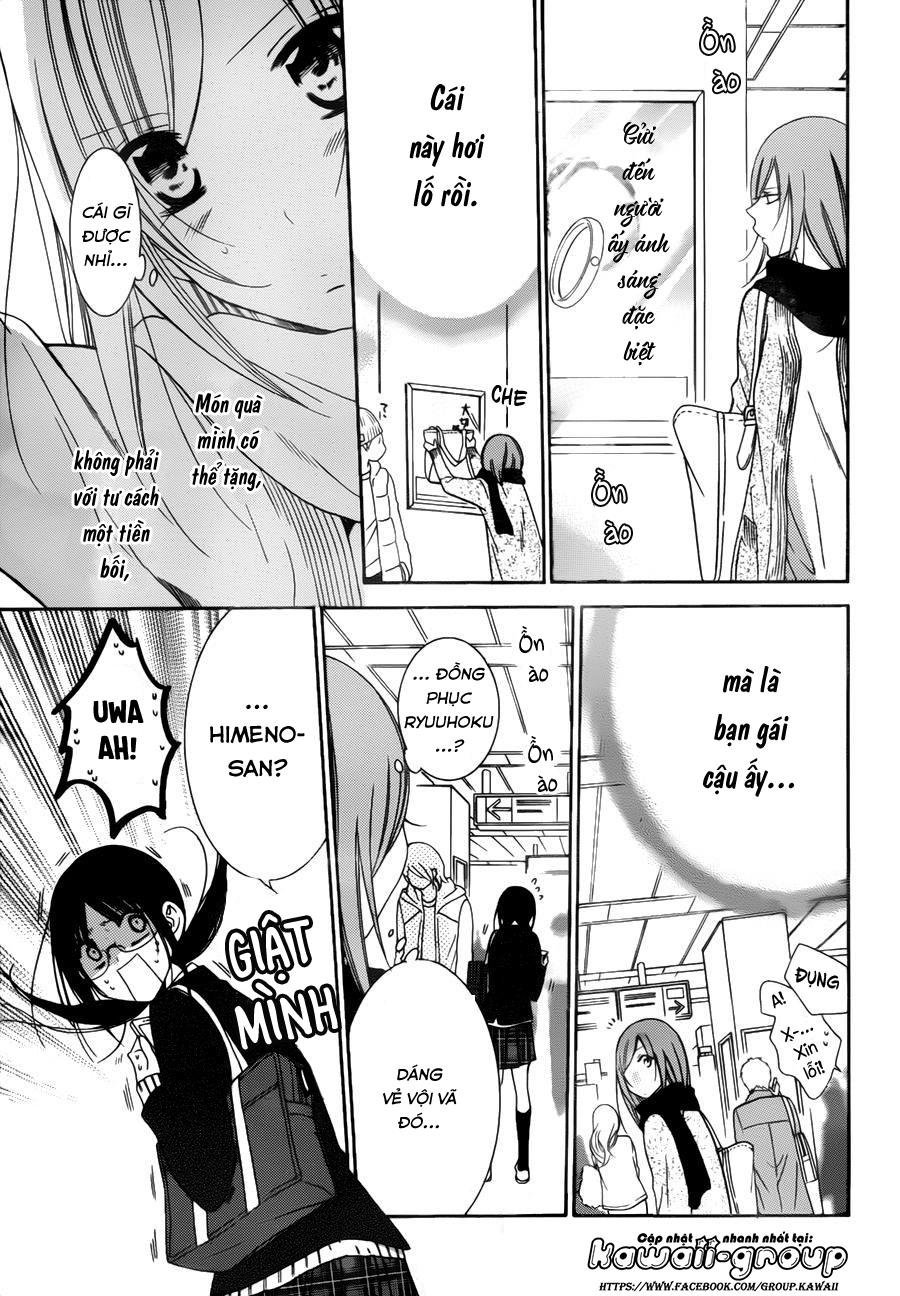 Ồn
ào
Gửi
đến
người
ấy ánh
sáng
đặc
biệt
Ồn
ào
Cái
này hơi
lố rồi.
CHE
?
CÁI GÌ
ĐƯỢC
NHỈ...
Món quà
mình có
thể tặng,
không phải
với tư cách
một tiền
bối,
mà là
bạn gái
cậu ấy...
ĐỤNG
A!
X-...
Xin
lỗi!
Ồn
ào
Ồn
ào
... ĐỒNG
PHỤC
RYUUHOKU
...?
DÁNG
VẺ VỘI VÃ
ĐÓ...
...
HIMENO-
SAN?
UWA
AH!
GIẬT
MÌNH
Cập nhật nhanh nhất tại:
kawaii-group
HTTPS://WWW.FACEBOOK.COM/GROUP.KAWAII